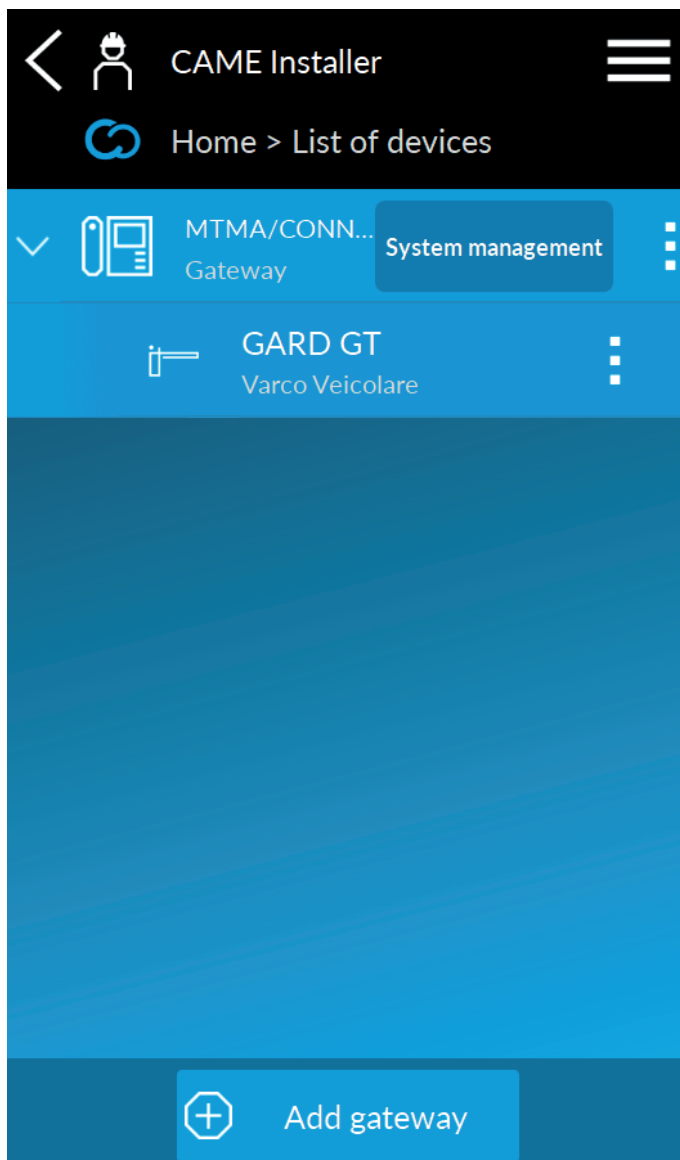 CAME Installer
Home > List of devices
MTMA/CONN...
Gateway
System management
GARD GT
Varco Veicolare
Add gateway